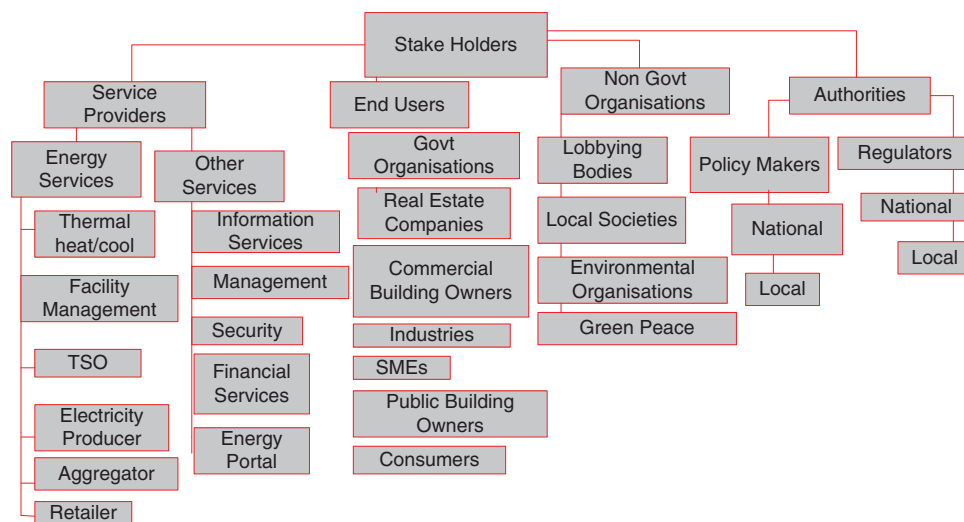 Stake Holders
Service
Providers
End Users
Non Govt
Organisations
Authorities
Energy
Services
Other
Services
Govt
Organisations
Lobbying
Bodies
Policy Makers
Regulators
Thermal
heat/cool
Information
Services
Real Estate
Companies
Local Societies
National
National
Facility
Management
Management
Commercial
Building Owners
Environmental
Organisations
Local
Local
Security
Industries
Green Peace
TSO
Financial
Services
SMEs
Electricity
Producer
Energy
Portal
Public Building
Owners
Aggregator
Consumers
Retailer